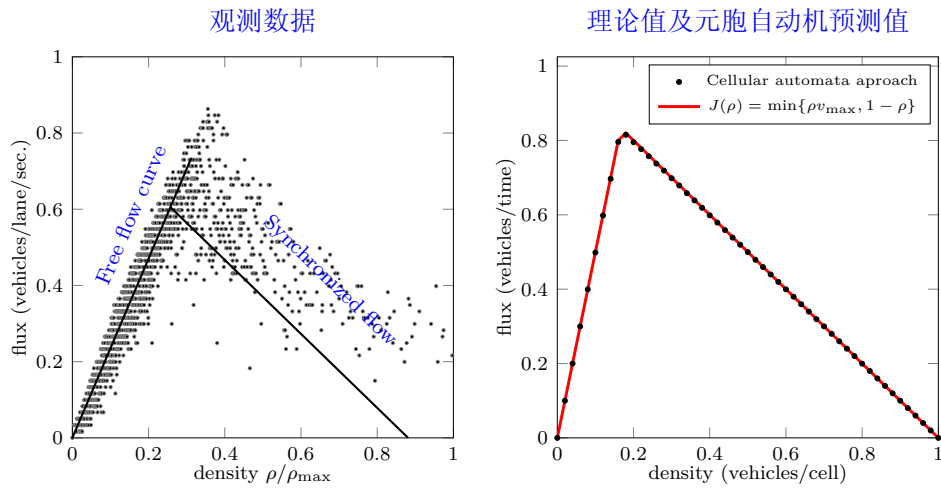 观测数据
flux (vehicles/lane/sec.)
1
0.8
0.6
0.4
0.2
0
0
0.2
0.4
0.6
0.8
1
density ρ/ρmax
Free flow curve
Synchronized flow
理论值及元胞自动机预测值
flux (vehicles/time)
1
0.8
0.6
0.4
0.2
0
0
0.2
0.4
0.6
0.8
1
density (vehicles/cell)
Cellular automata aproach
J(ρ) = min{ρvmax, 1 − ρ}